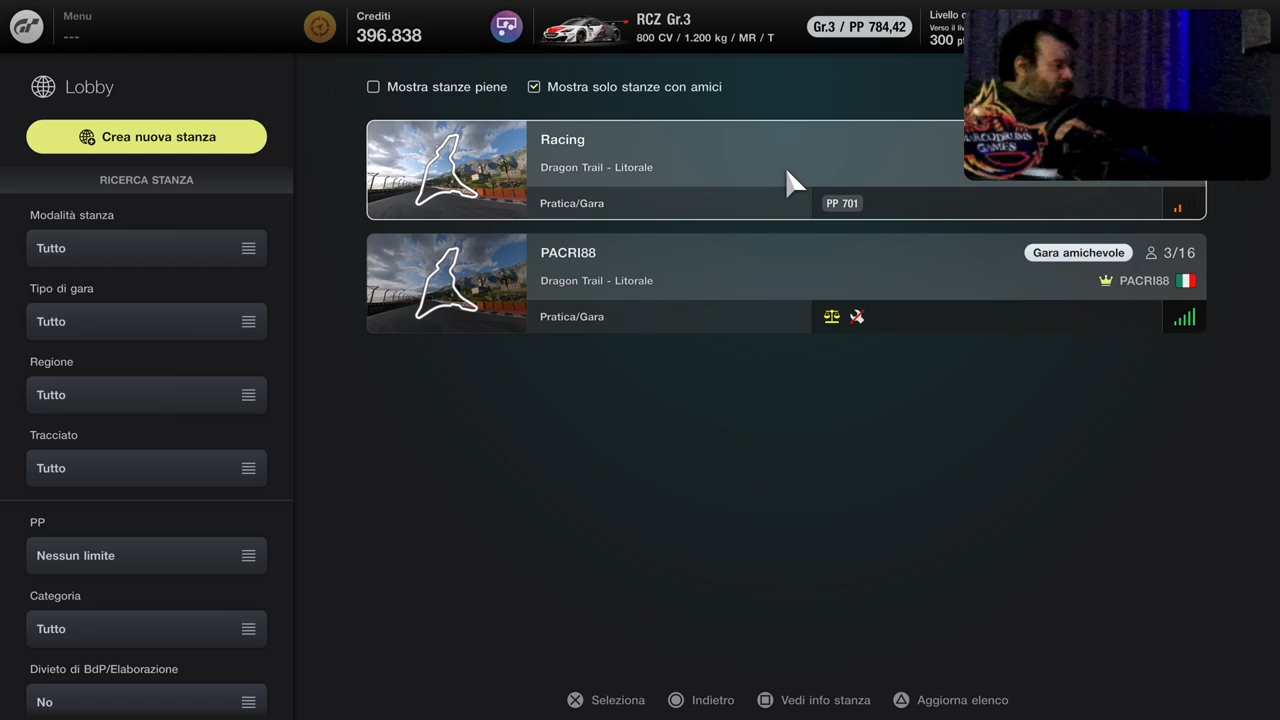 Menu
---
Crediti
396.838
RCZ Gr.3
800 CV / 1.200 kg / MR / T
Gr.3 / PP 784,42
Livello
Verso il
300
Lobby
Crea nuova stanza
RICERCA STANZA
Modalità stanza
Tutto
Tipo di gara
Tutto
Regione
Tutto
Tracciato
Tutto
PP
Nessun limite
Categoria
Tutto
Divieto di BdP/Elaborazione
No
Mostra stanze piene
Mostra solo stanze con amici
Racing
Dragon Trail - Litorale
Pratica/Gara
PP 701
PACRI88
Gara amichevole
3/16
Dragon Trail - Litorale
PACRI88
Pratica/Gara
GAMES
Seleziona
Indietro
Vedi info stanza
Aggiorna elenco